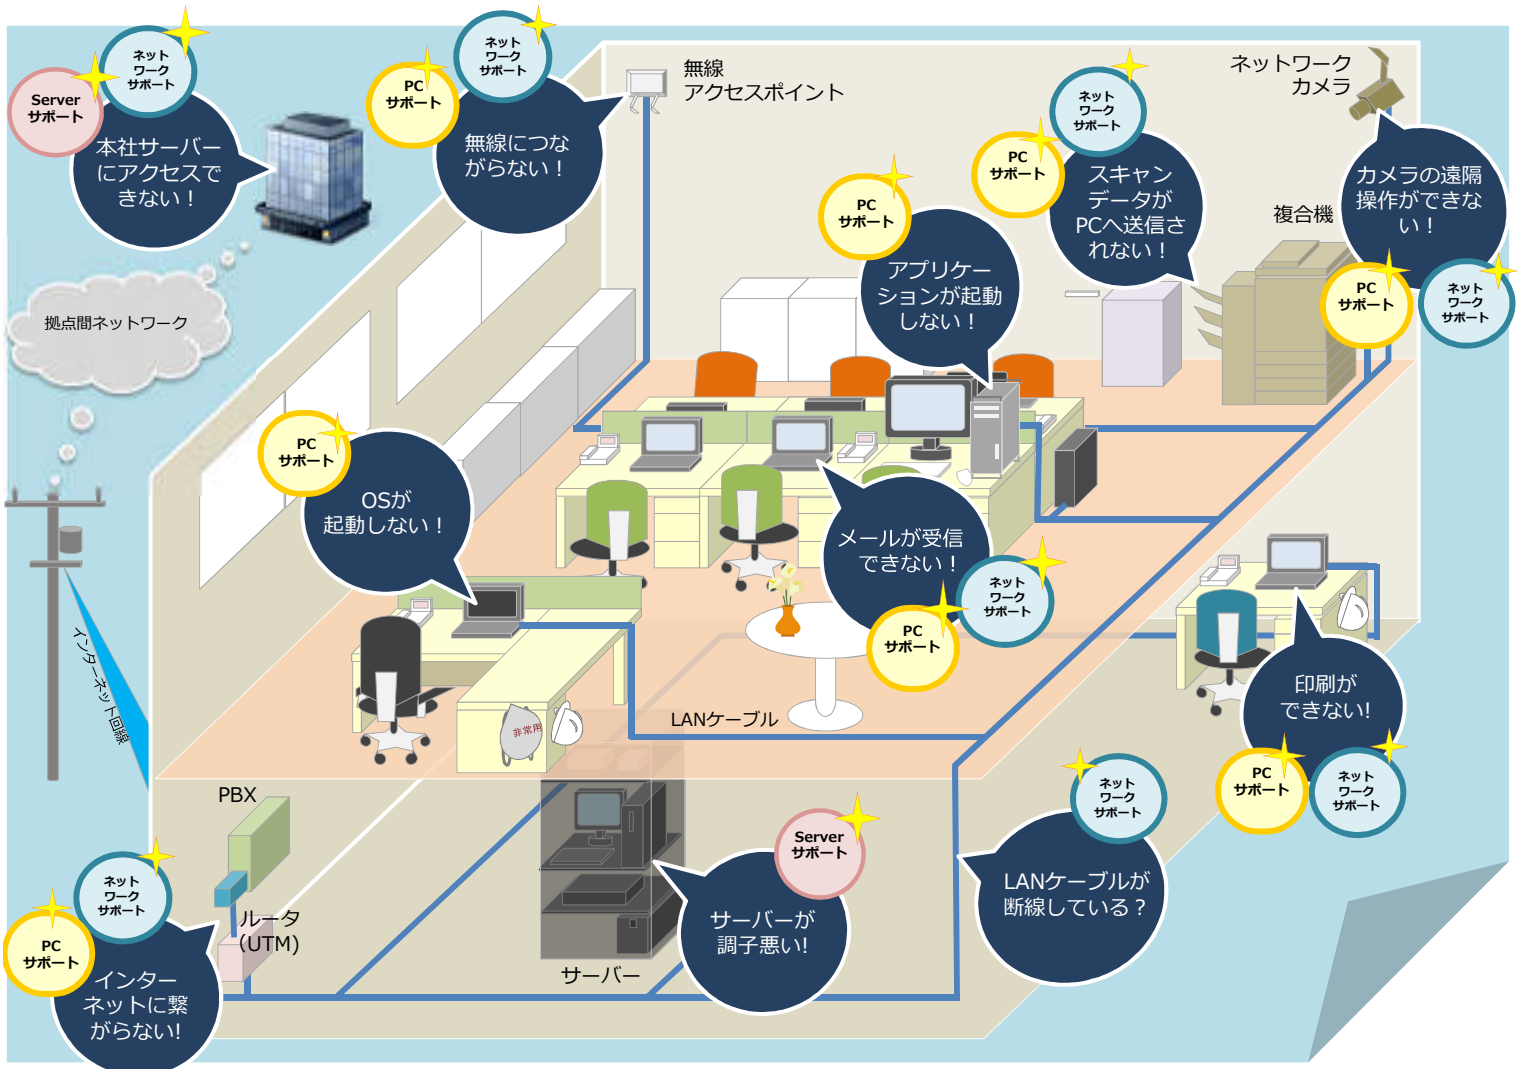 ネット
ワーク
サポート
Server
サポート
本社サーバー
にアクセスで
きない！
ネット
ワーク
サポート
PC
サポート
無線につな
がらない！
無線
アクセスポイント
ネットワーク
カメラ
ネット
ワーク
サポート
PC
サポート
スキャン
データが
PCへ送信さ
れない！
カメラの遠隔
操作ができな
い！
PC
サポート
ネット
ワーク
サポート
複合機
PC
サポート
アプリケー
ションが起動
しない！
拠点間ネットワーク
PC
サポート
OSが
起動しない！
メールが受信
できない！
ネット
ワーク
サポート
PC
サポート
インターネット回線
非常用
LANケーブル
印刷が
できない!
PC
サポート
ネット
ワーク
サポート
PBX
ルータ
（UTM)
ネット
ワーク
サポート
PC
サポート
インター
ネットに繋
がらない!
サーバー
Server
サポート
サーバーが
調子悪い!
ネット
ワーク
サポート
LANケーブルが
断線している？